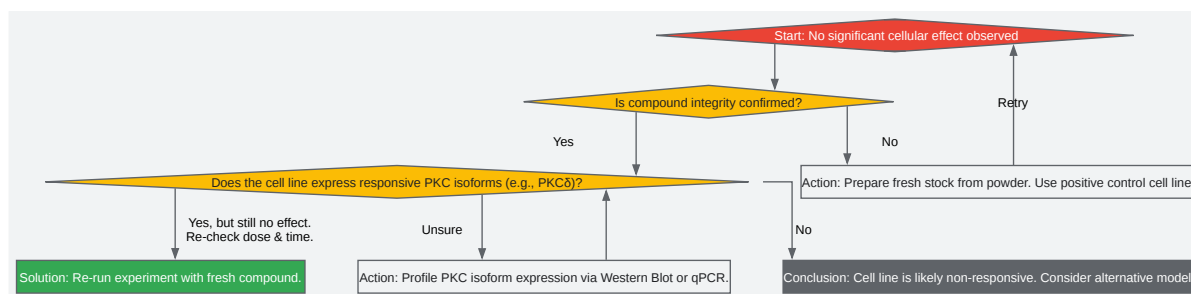 Start: No significant cellular effect observed
Is compound integrity confirmed?
Retry
Yes
No
Does the cell line express responsive PKC isoforms (e.g., PKCδ)?
Action: Prepare fresh stock from powder. Use positive control cell line
Yes, but still no effect.
Re-check dose & time.
Unsure
No
Solution: Re-run experiment with fresh compound.
Action: Profile PKC isoform expression via Western Blot or qPCR.
Conclusion: Cell line is likely non-responsive. Consider alternative model